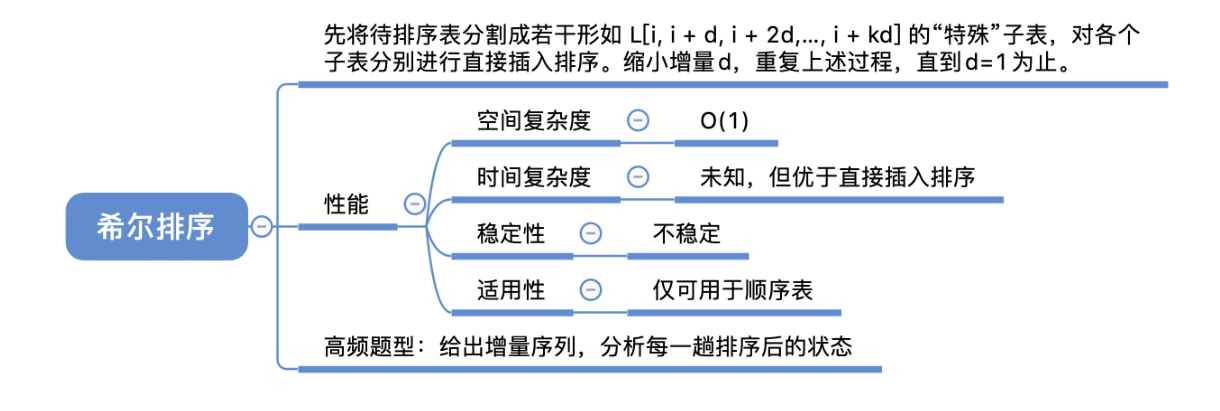 先将待排序表分割成若干形如 L[i, i + d, i + 2d,..., i + kd] 的“特殊”子表，对各个
子表分别进行直接插入排序。缩小增量d，重复上述过程，直到d=1为止。
空间复杂度 O(1)
时间复杂度 未知，但优于直接插入排序
性能
希尔排序
稳定性 不稳定
适用性 仅可用于顺序表
高频题型：给出增量序列，分析每一趟排序后的状态